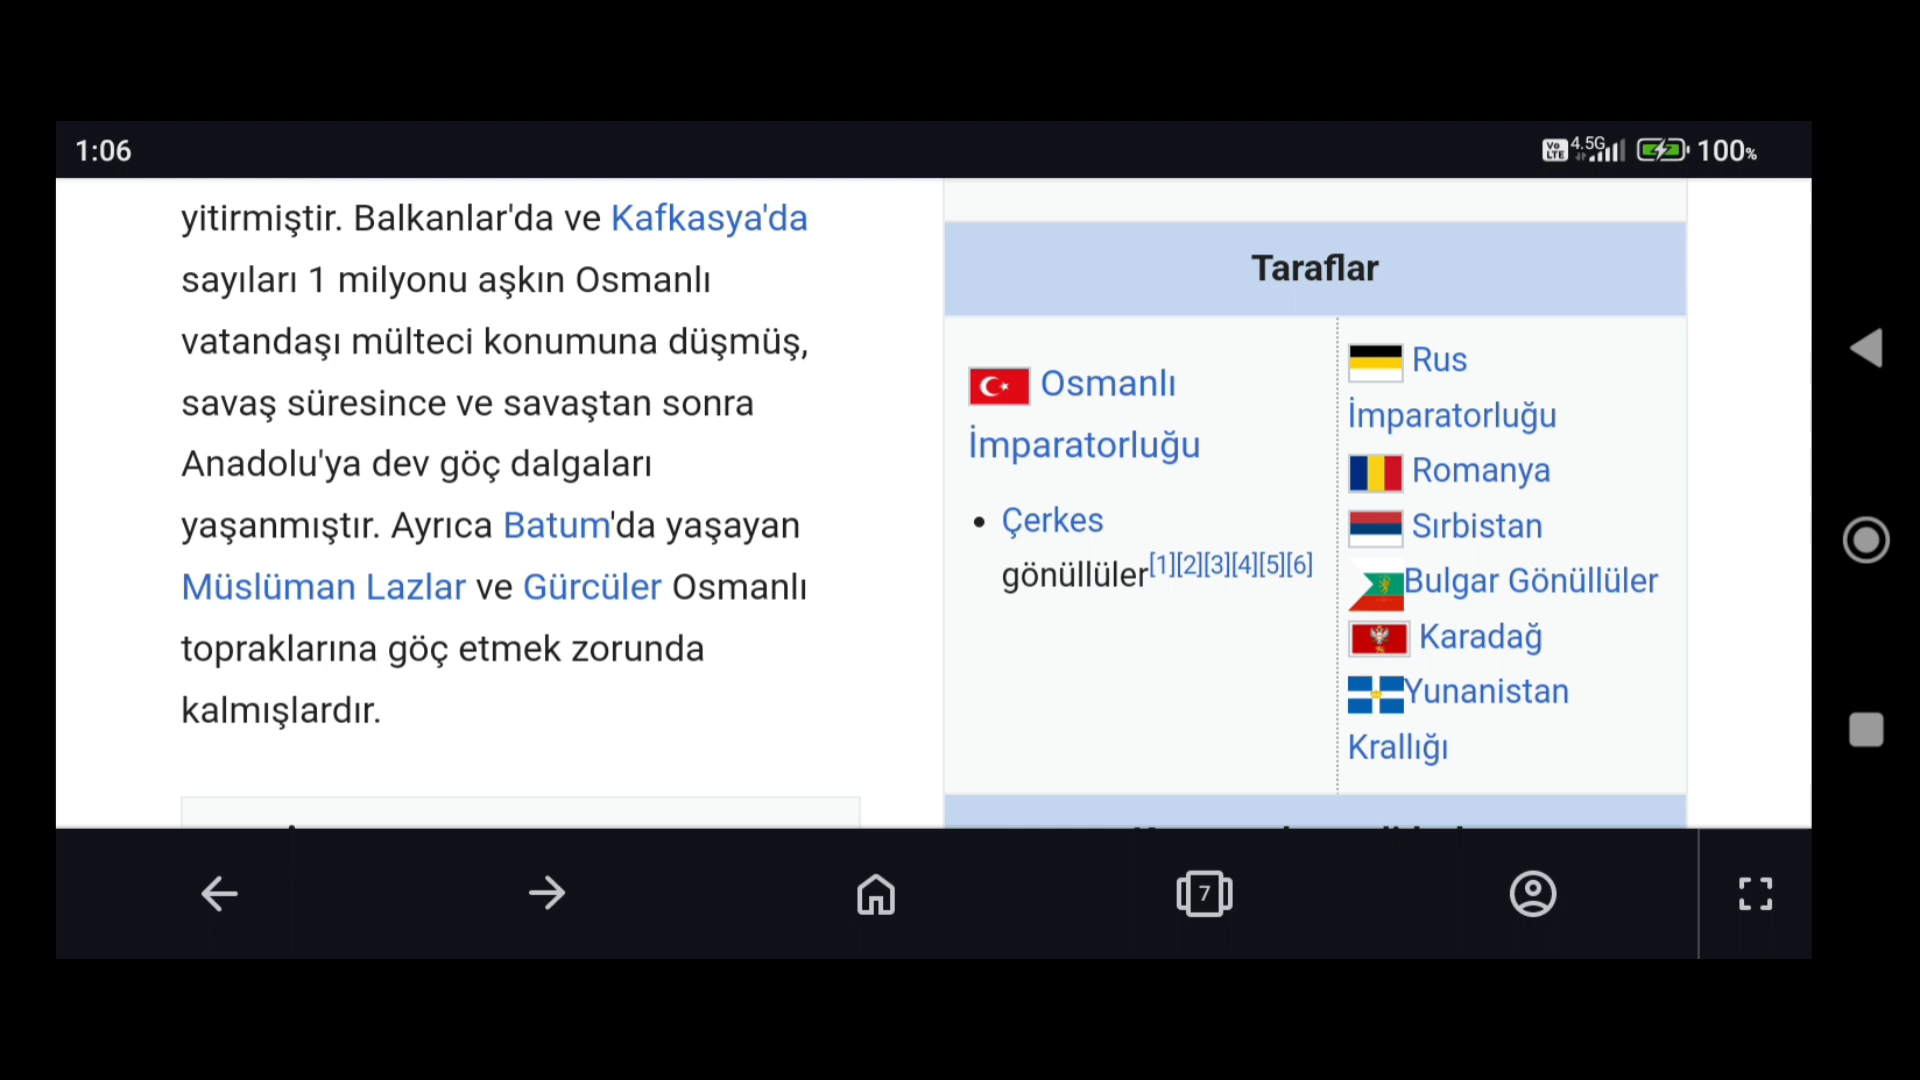 1:06
Vo LTE 4.5G 100%
yitirmiştir. Balkanlar'da ve Kafkasya'da
sayıları 1 milyonu aşkın Osmanlı
vatandaşı mülteci konumuna düşmüş,
savaş süresince ve savaştan sonra
Anadolu'ya dev göç dalgaları
yaşanmıştır. Ayrıca Batum'da yaşayan
Müslüman Lazlar ve Gürcüler Osmanlı
topraklarına göç etmek zorunda
kalmışlardır.
Taraflar
Osmanlı
İmparatorluğu
• Çerkes
gönüllüler[1][2][3][4][5][6]
Rus
İmparatorluğu
Romanya
Sırbistan
Bulgar Gönüllüler
Karadağ
Yunanistan
Krallığı
7